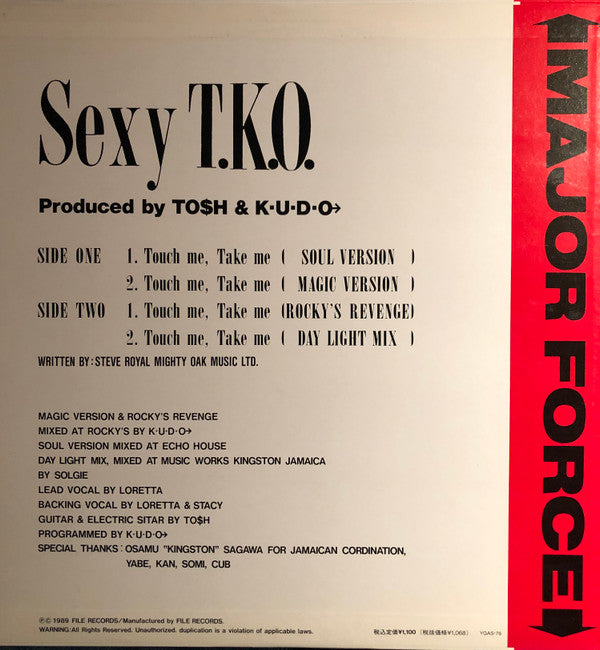 Sexy T.K.O.
Produced by TO$H & K·U·D·O→
SIDE ONE 1. Touch me, Take me ( SOUL VERSION )
2. Touch me, Take me ( MAGIC VERSION )
SIDE TWO 1. Touch me, Take me (ROCKY'S REVENGE)
2. Touch me, Take me ( DAY LIGHT MIX )
WRITTEN BY:STEVE ROYAL MIGHTY OAK MUSIC LTD.
MAGIC VERSION & ROCKY'S REVENGE
MIXED AT ROCKY'S BY K·U·D·O→
SOUL VERSION MIXED AT ECHO HOUSE
DAY LIGHT MIX, MIXED AT MUSIC WORKS KINGSTON JAMAICA
BY SOLGIE
LEAD VOCAL BY LORETTA
BACKING VOCAL BY LORETTA & STACY
GUITAR & ELECTRIC SITAR BY TO$H
PROGRAMMED BY K·U·D·O→
SPECIAL THANKS : OSAMU "KINGSTON" SAGAWA FOR JAMAICAN CORDINATION,
YABE, KAN, SOMI, CUB
Ⓟ© 1989 FILE RECORDS/Manufactured by FILE RECORDS.
WARNING:All Rights Reserved. Unauthorized. duplication is a violation of applicable laws.
税込定価¥1,100 (税抜価格¥1,068) YGAS-76
MAJOR FORCE